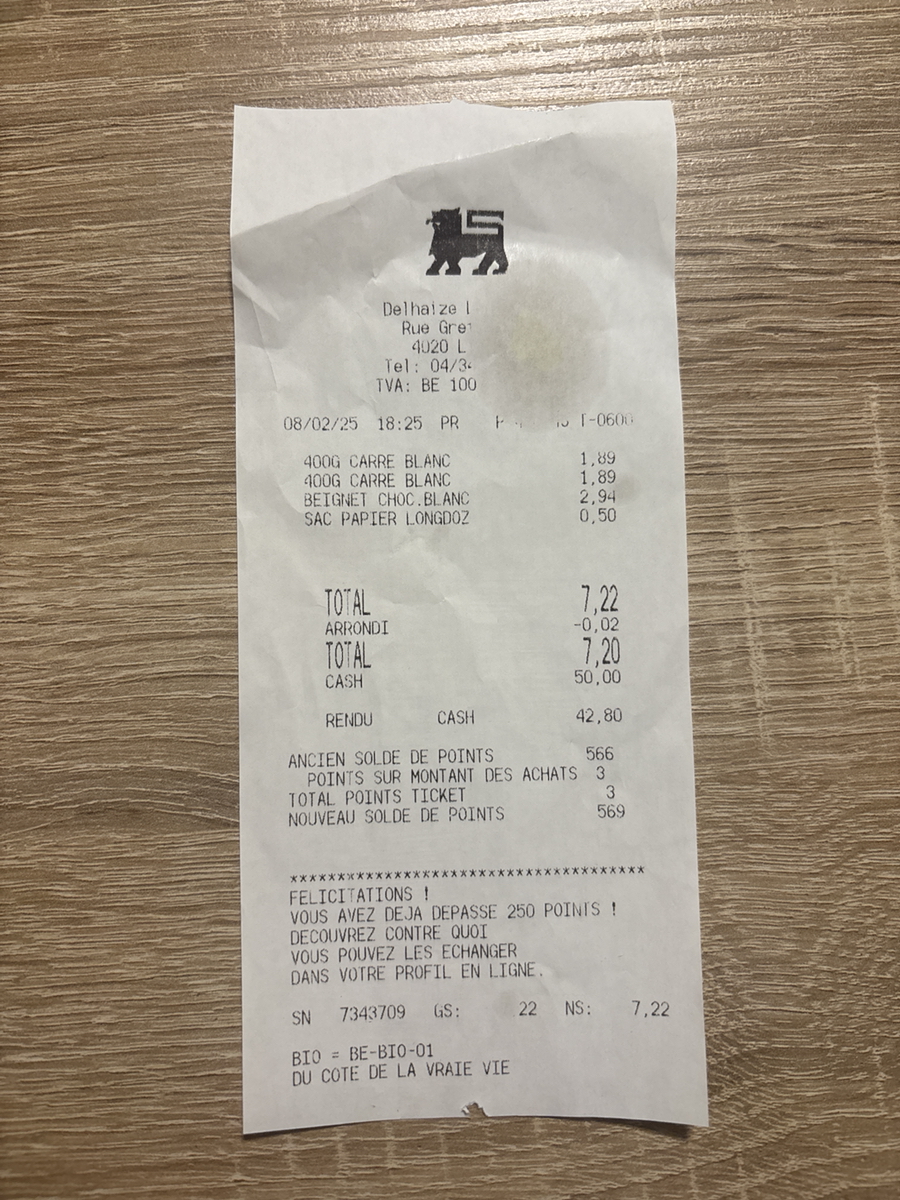 Delhaize
Rue
4020
Tel: 04/
TVA: BE 100
08/02/25 18:25 PR T-0600
400G CARRE BLANC 1,89
400G CARRE BLANC 1,89
BEIGNET CHOC.BLANC 2,94
SAC PAPIER LONGDOZ 0,50
TOTAL 7,22
ARRONDI -0,02
TOTAL 7,20
CASH 50,00
RENDU CASH 42,80
ANCIEN SOLDE DE POINTS 566
POINTS SUR MONTANT DES ACHATS 3
TOTAL POINTS TICKET 3
NOUVEAU SOLDE DE POINTS 569
*************************************
FELICITATIONS !
VOUS AVEZ DEJA DEPASSE 250 POINTS !
DECOUVREZ CONTRE QUOI
VOUS POUVEZ LES ECHANGER
DANS VOTRE PROFIL EN LIGNE.
SN 7343709 GS: 22 NS: 7,22
BIO = BE-BIO-01
DU COTE DE LA VRAIE VIE